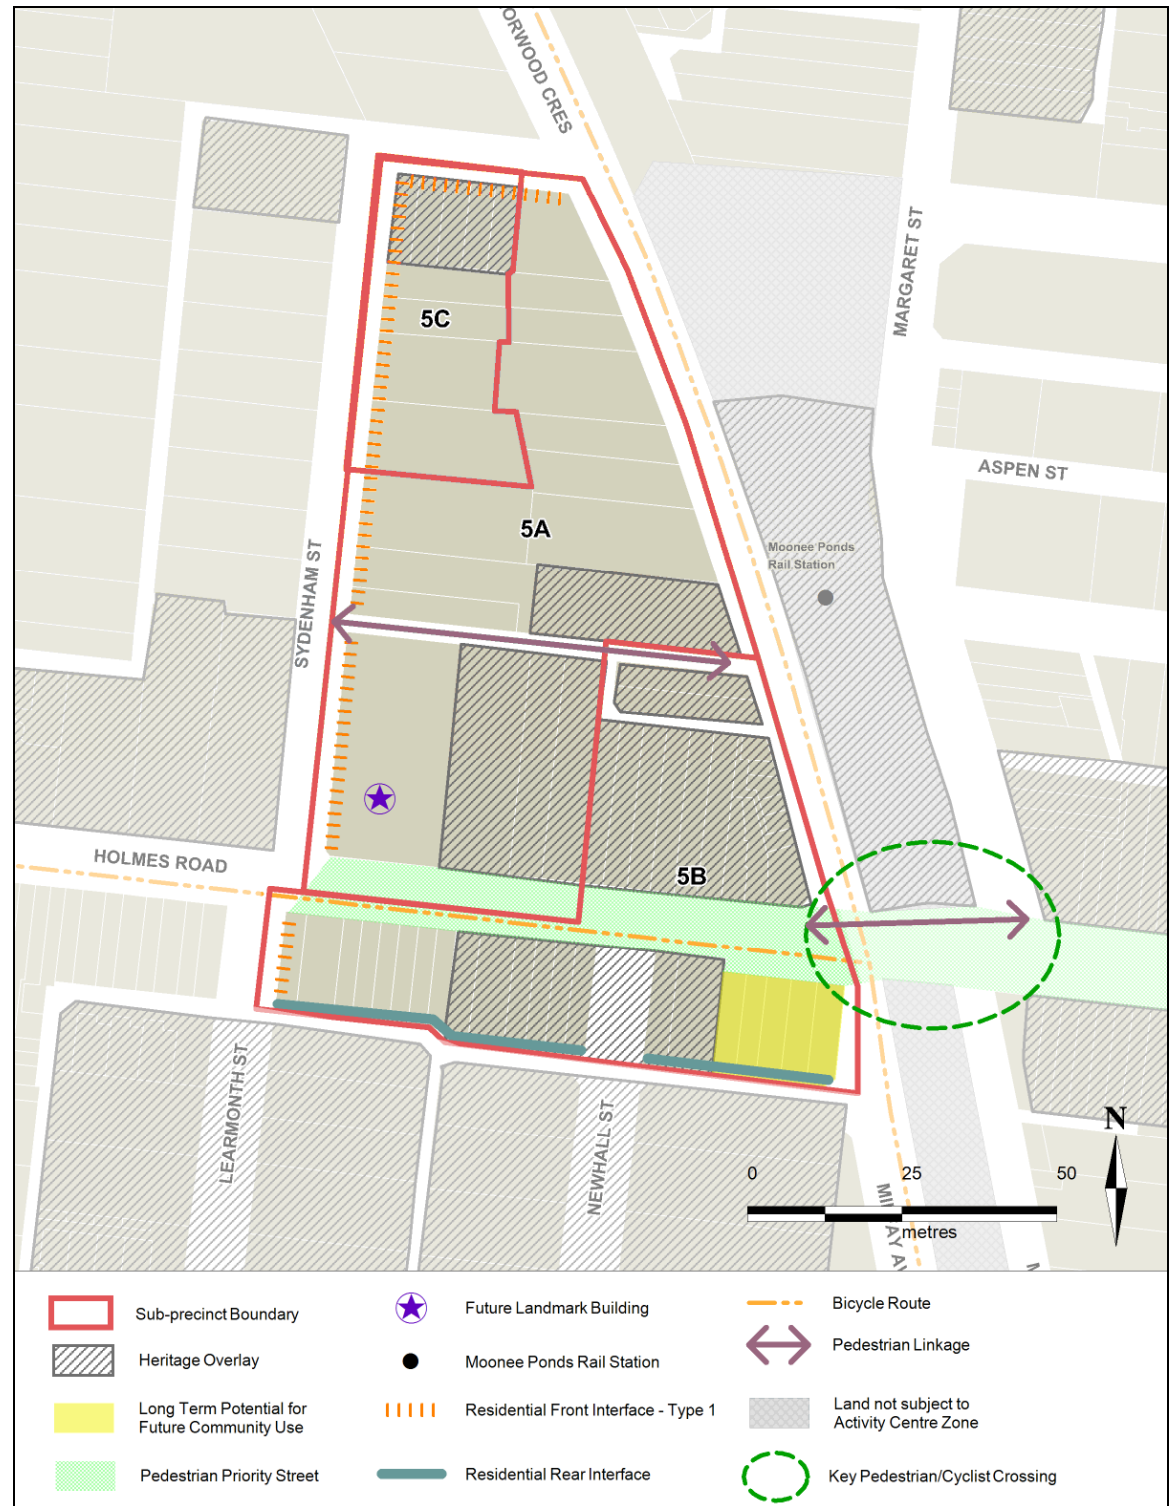 ORWOOD CRES
MARGARET ST
5C
ASPEN ST
5A
Moonee Ponds
Rail Station
SYDENHAM ST
HOLMES ROAD
5B
LEARMONTH ST
NEWHALL ST
N
0 25 50
metres
Sub-precinct Boundary
Heritage Overlay
Long Term Potential for
Future Community Use
Pedestrian Priority Street
Future Landmark Building
Moonee Ponds Rail Station
Residential Front Interface - Type 1
Residential Rear Interface
Bicycle Route
Pedestrian Linkage
Land not subject to
Activity Centre Zone
Key Pedestrian/Cyclist Crossing